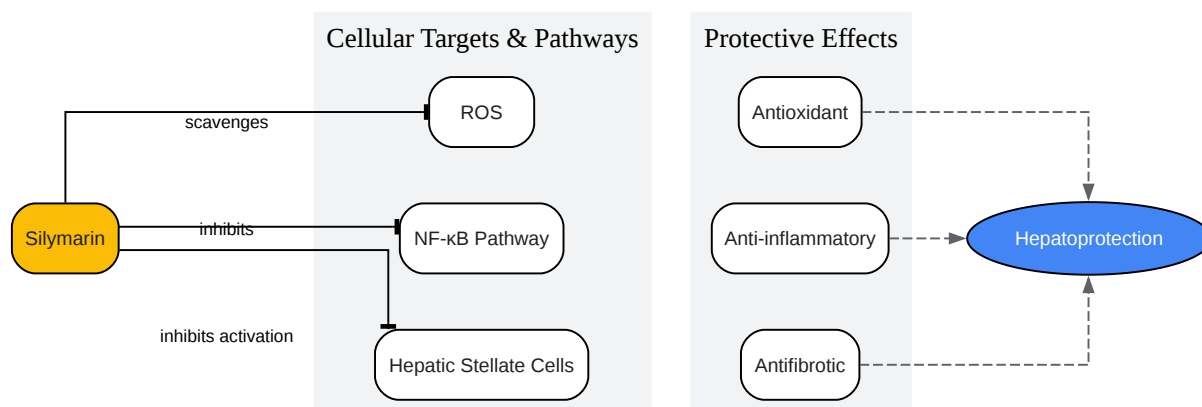 Cellular Targets & Pathways
Protective Effects
ROS
Antioxidant
scavenges
Silymarin
inhibits
NF-κB Pathway
Anti-inflammatory
Hepatoprotection
inhibits activation
Hepatic Stellate Cells
Antifibrotic